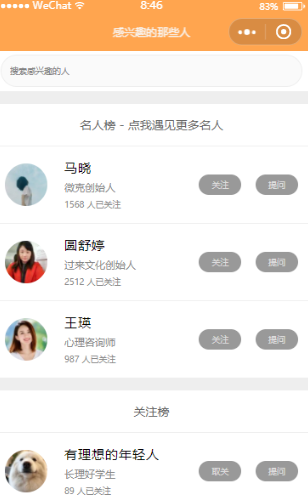 WeChat 8:46 83%
感兴趣的那些人
搜索感兴趣的人
名人榜 - 点我遇见更多名人
马晓
微亮创始人
1568 人已关注
关注 提问
圆舒婷
过来文化创始人
2512 人已关注
关注 提问
王瑛
心理咨询师
987 人已关注
关注 提问
关注榜
有理想的年轻人
长理好学生
89 人已关注
取关 提问